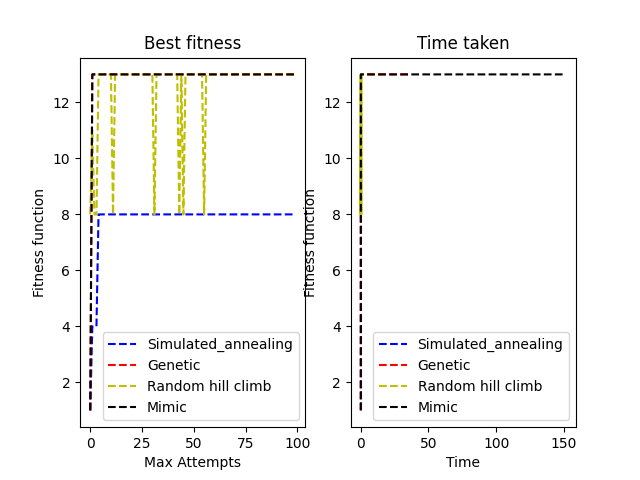 Best fitness
Fitness function
12
10
8
6
4
2
0
25
50
75
100
Max Attempts
Simulated_annealing
Genetic
Random hill climb
Mimic
Time taken
Fitness function
12
10
8
6
4
2
0
50
100
150
Time
Simulated_annealing
Genetic
Random hill climb
Mimic